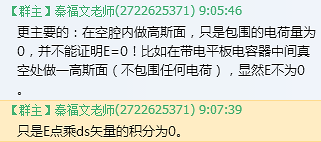 【群主】秦福文老师(2722625371) 9:05:46
更主要的：在空腔内做高斯面，只是包围的电荷量为
0，并不能证明E=0！比如在带电平板电容器中间真
空处做一高斯面（不包围任何电荷），显然E不为0
。
【群主】秦福文老师(2722625371) 9:07:39
只是E点乘ds矢量的积分为0。